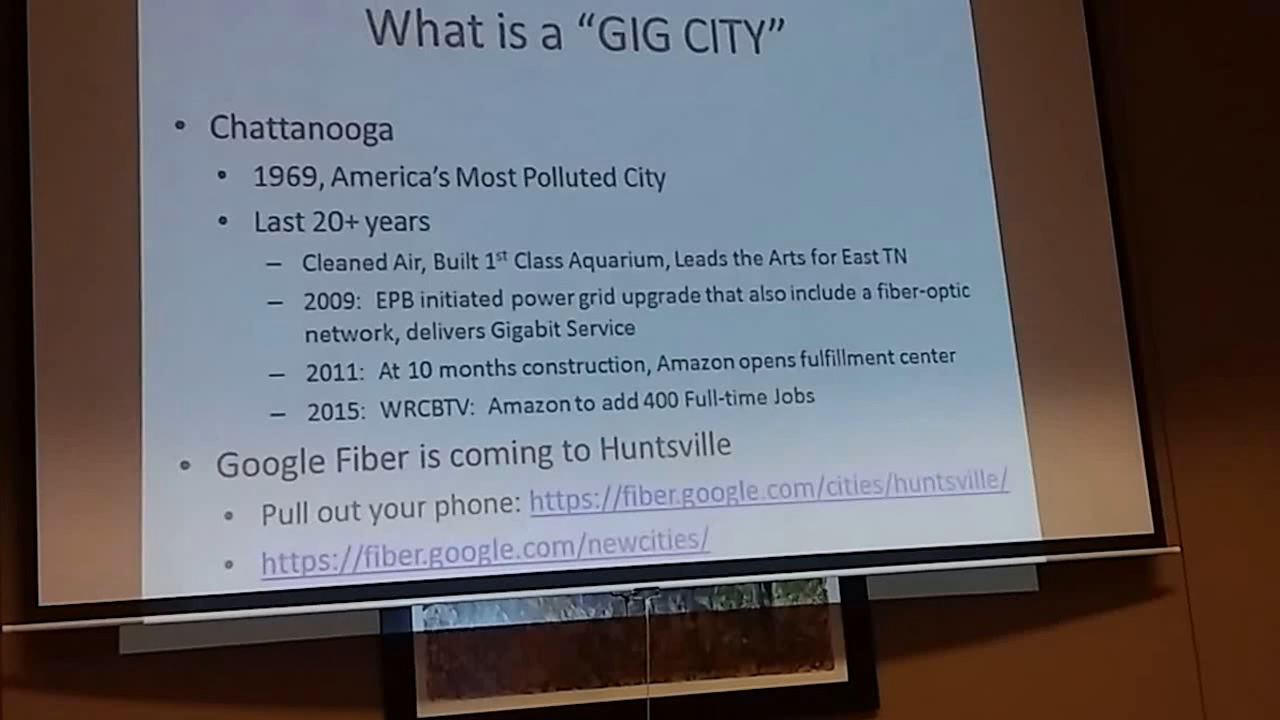 What is a “GIG CITY”
• Chattanooga
• 1969, America’s Most Polluted City
• Last 20+ years
– Cleaned Air, Built 1st Class Aquarium, Leads the Arts for East TN
– 2009: EPB initiated power grid upgrade that also include a fiber-optic
network, delivers Gigabit Service
– 2011: At 10 months construction, Amazon opens fulfillment center
– 2015: WRCBTV: Amazon to add 400 Full-time Jobs
• Google Fiber is coming to Huntsville
• Pull out your phone: https://fiber.google.com/cities/huntsville/
• https://fiber.google.com/newcities/